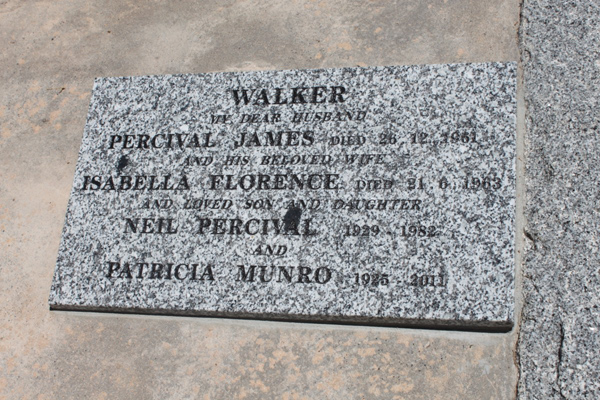 WALKER
MY DEAR HUSBAND
PERCIVAL JAMES DIED 26. 12. 1961
AND HIS BELOVED WIFE
ISABELLA FLORENCE DIED 21. 6. 1963
AND LOVED SON AND DAUGHTER
NEIL PERCIVAL 1929 - 1982
AND
PATRICIA MUNRO 1925 - 2011